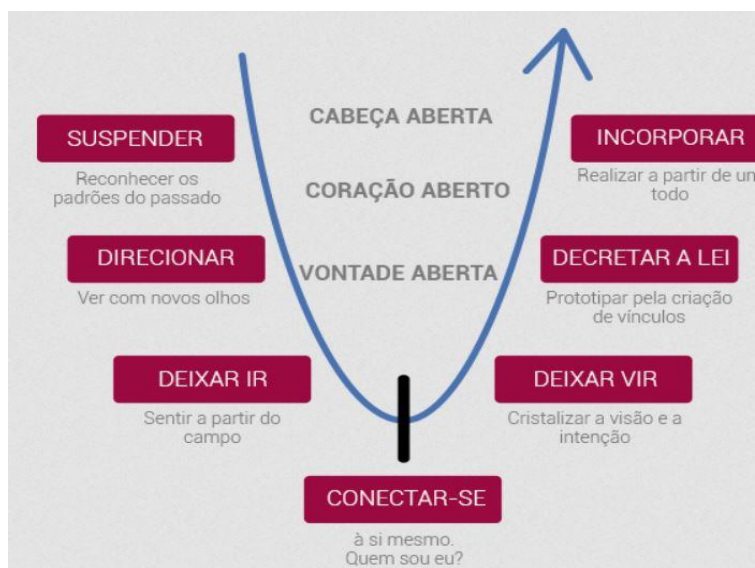 CABEÇA ABERTA
SUSPENDER
INCORPORAR
Reconhecer os
padrões do passado
Realizar a partir de un
todo
CORAÇÃO ABERTO
DIRECIONAR
VONTADE ABERTA
DECRETAR A LEI
Ver com novos olhos
Prototipar pela criação
de vínculos
DEIXAR IR
DEIXAR VIR
Sentir a partir do
campo
Cristalizar a visão e a
intenção
CONECTAR-SE
à si mesmo.
Quem sou eu?